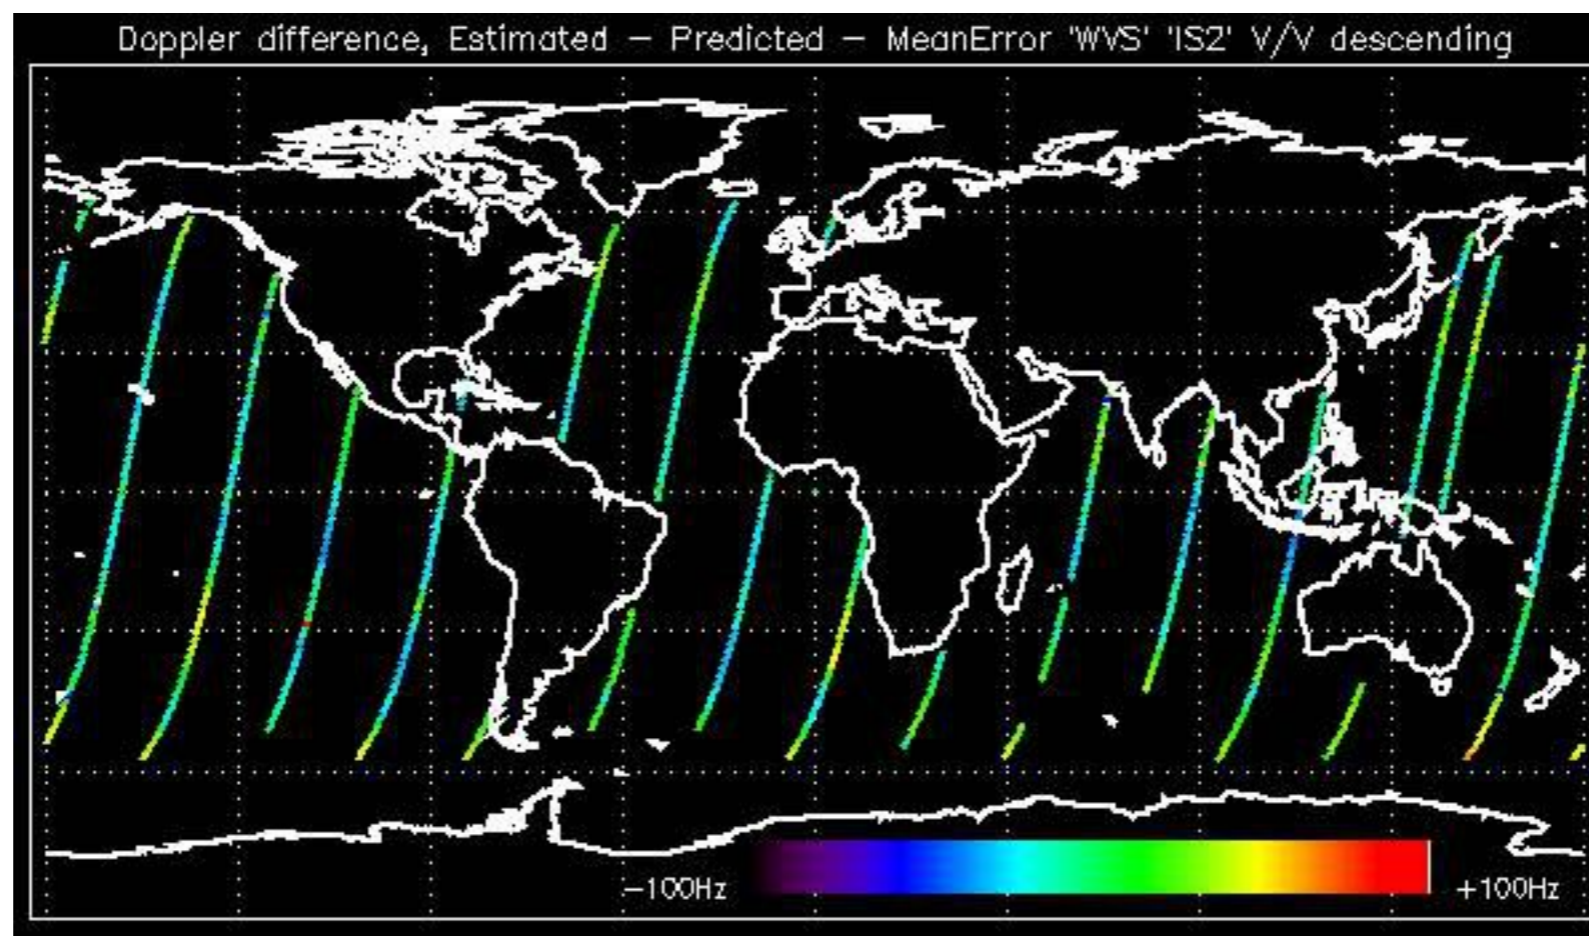 Doppler difference, Estimated - Predicted - MeanError 'WVS' 'IS2' V/V descending
-100Hz
+100Hz